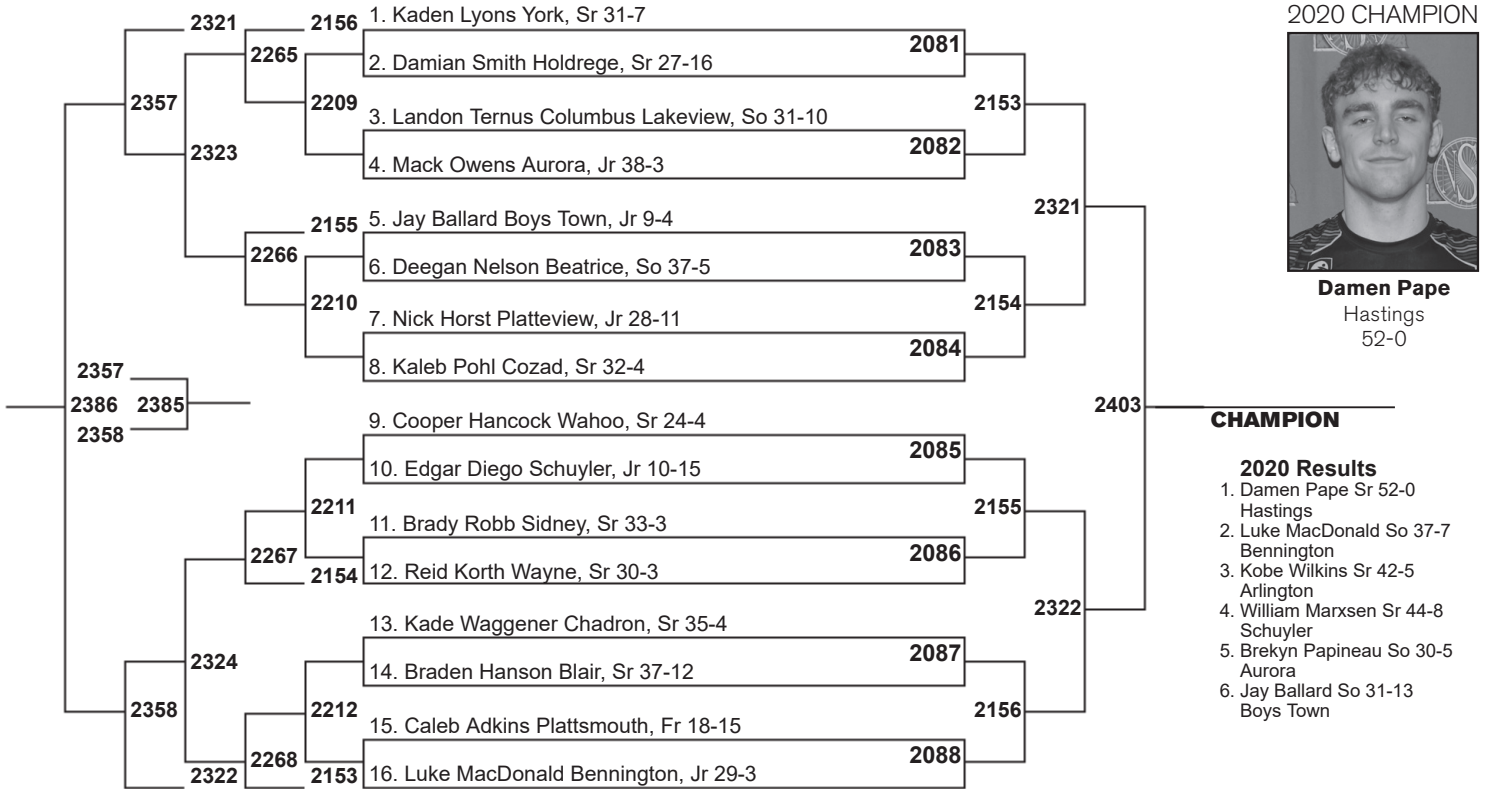 2321
2156
1. Kaden Lyons York, Sr 31-7
2081
2265
2. Damian Smith Holdrege, Sr 27-16
2357
2209
2153
3. Landon Ternus Columbus Lakeview, So 31-10
2082
2323
4. Mack Owens Aurora, Jr 38-3
2321
2155
5. Jay Ballard Boys Town, Jr 9-4
2083
2266
6. Deegan Nelson Beatrice, So 37-5
2210
2154
7. Nick Horst Platteview, Jr 28-11
2084
8. Kaleb Pohl Cozad, Sr 32-4
2357
2386
2385
2358
2403
9. Cooper Hancock Wahoo, Sr 24-4
2085
10. Edgar Diego Schuyler, Jr 10-15
2211
2155
11. Brady Robb Sidney, Sr 33-3
2086
2267
2154
12. Reid Korth Wayne, Sr 30-3
2322
13. Kade Waggener Chadron, Sr 35-4
2087
2324
14. Braden Hanson Blair, Sr 37-12
2358
2212
2156
15. Caleb Adkins Plattsmouth, Fr 18-15
2088
2268
2322
2153
16. Luke MacDonald Bennington, Jr 29-3
2020 CHAMPION
NS
Damen Pape
Hastings
52-0
CHAMPION
2020 Results
1. Damen Pape Sr 52-0
Hastings
2. Luke MacDonald So 37-7
Bennington
3. Kobe Wilkins Sr 42-5
Arlington
4. William Marxsen Sr 44-8
Schuyler
5. Brekyn Papineau So 30-5
Aurora
6. Jay Ballard So 31-13
Boys Town